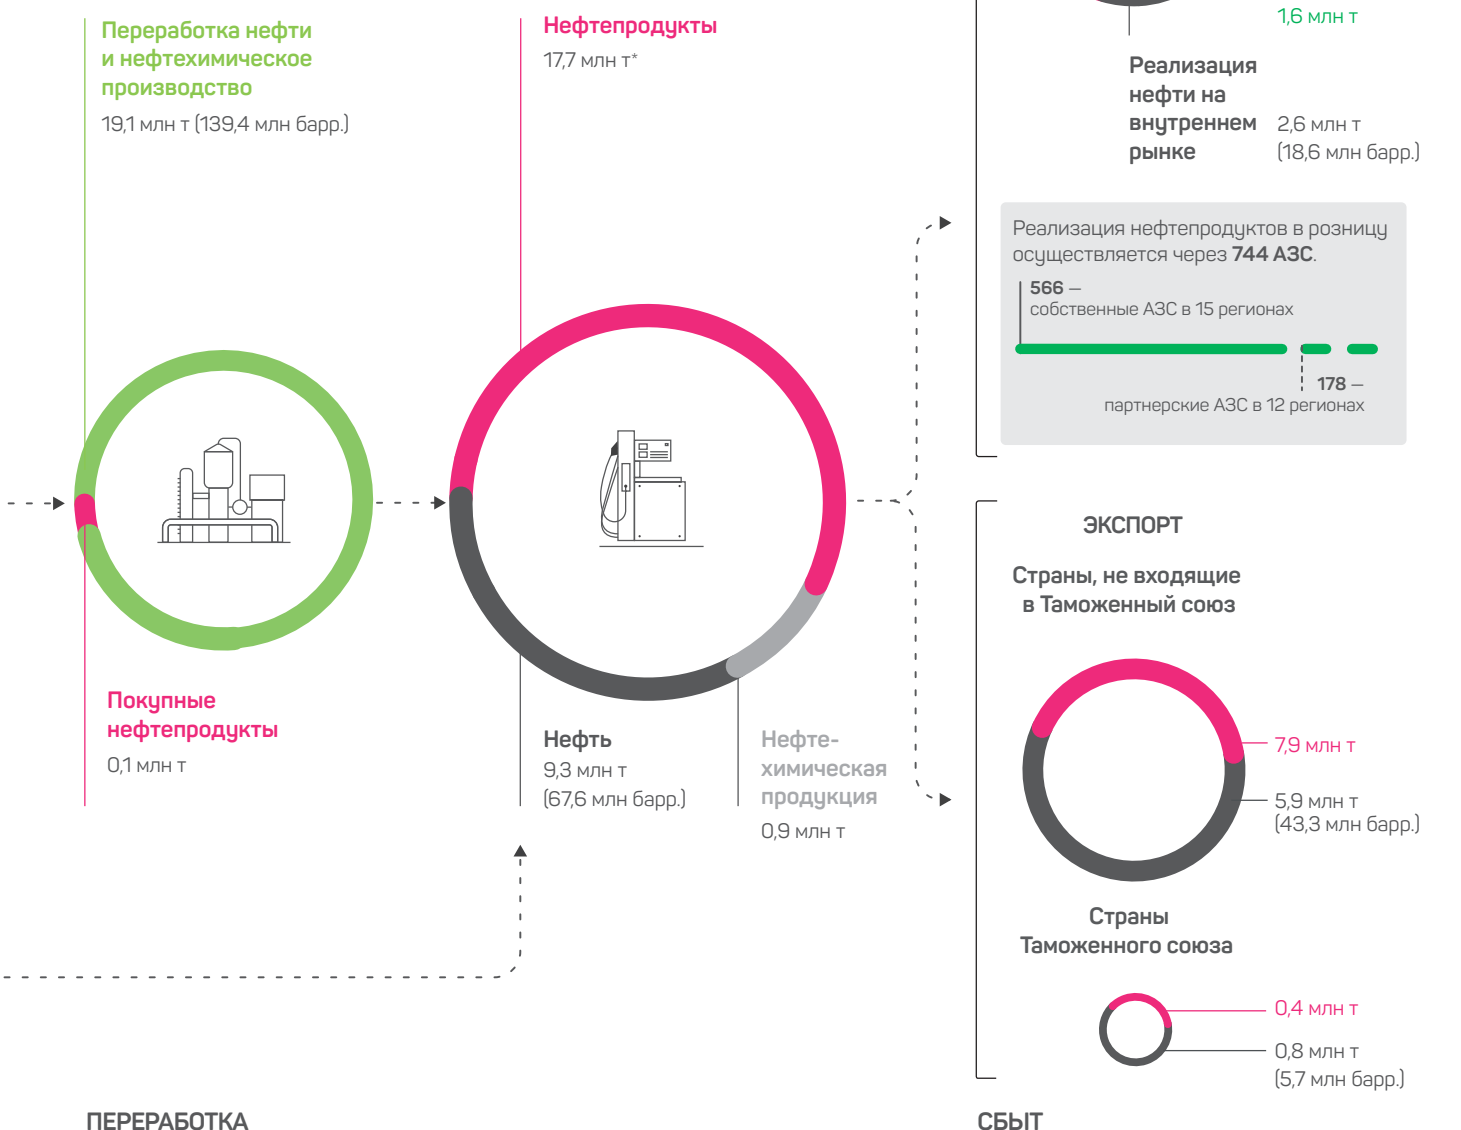 Переработка нефти
и нефтехимическое
производство
19,1 млн т (139,4 млн барр.)
Нефтепродукты
17,7 млн т*
1,6 млн т
Реализация
нефти на
внутреннем
рынке
2,6 млн т
(18,6 млн барр.)
Реализация нефтепродуктов в розницу
осуществляется через 744 АЗС.
566 –
собственные АЗС в 15 регионах
178 –
партнерские АЗС в 12 регионах
Покупные
нефтепродукты
0,1 млн т
Нефть
9,3 млн т
(67,6 млн барр.)
Нефте-
химическая
продукция
0,9 млн т
ЭКСПОРТ
Страны, не входящие
в Таможенный союз
7,9 млн т
5,9 млн т
(43,3 млн барр.)
Страны
Таможенного союза
0,4 млн т
0,8 млн т
(5,7 млн барр.)
ПЕРЕРАБОТКА
СБЫТ